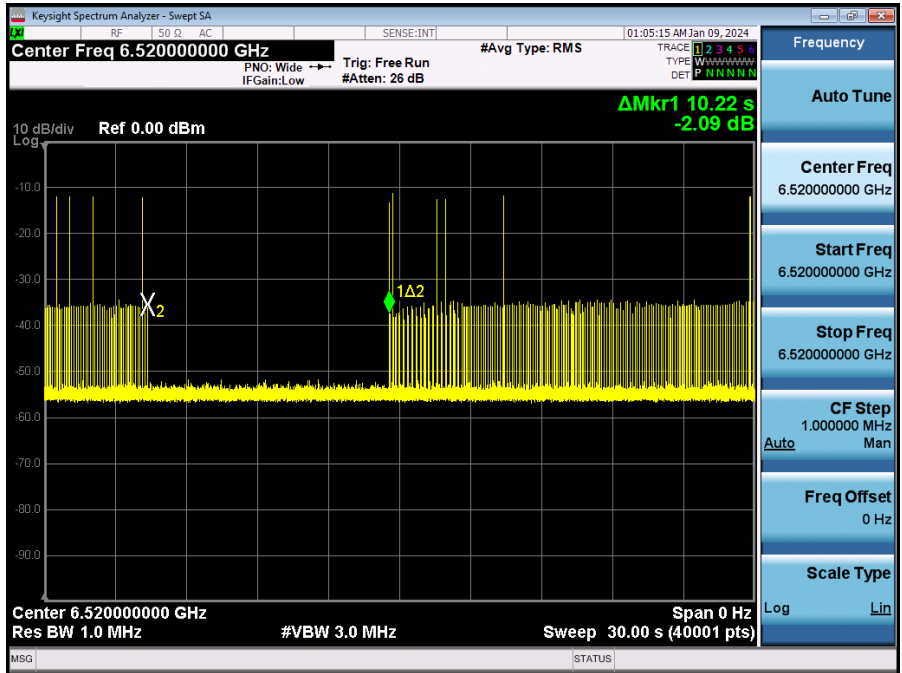 Keysight Spectrum Analyzer - Swept SA
LXI RF 50 Ω AC SENSE:INT 01:05:15 AM Jan 09, 2024
Center Freq 6.520000000 GHz #Avg Type: RMS TRACE 1 2 3 4 5 6
PNO: Wide Trig: Free Run TYPE WWWWWW
IFGain:Low #Atten: 26 dB DET P N N N N N
ΔMkr1 10.22 s
-2.09 dB
10 dB/div Ref 0.00 dBm
Log
-10.0
-20.0
-30.0
-40.0
-50.0
-60.0
-70.0
-80.0
-90.0
X2
1Δ2
Center 6.520000000 GHz Span 0 Hz
Res BW 1.0 MHz #VBW 3.0 MHz Sweep 30.00 s (40001 pts)
MSG STATUS
Frequency
Auto Tune
Center Freq
6.520000000 GHz
Start Freq
6.520000000 GHz
Stop Freq
6.520000000 GHz
CF Step
1.000000 MHz
Auto Man
Freq Offset
0 Hz
Scale Type
Log Lin